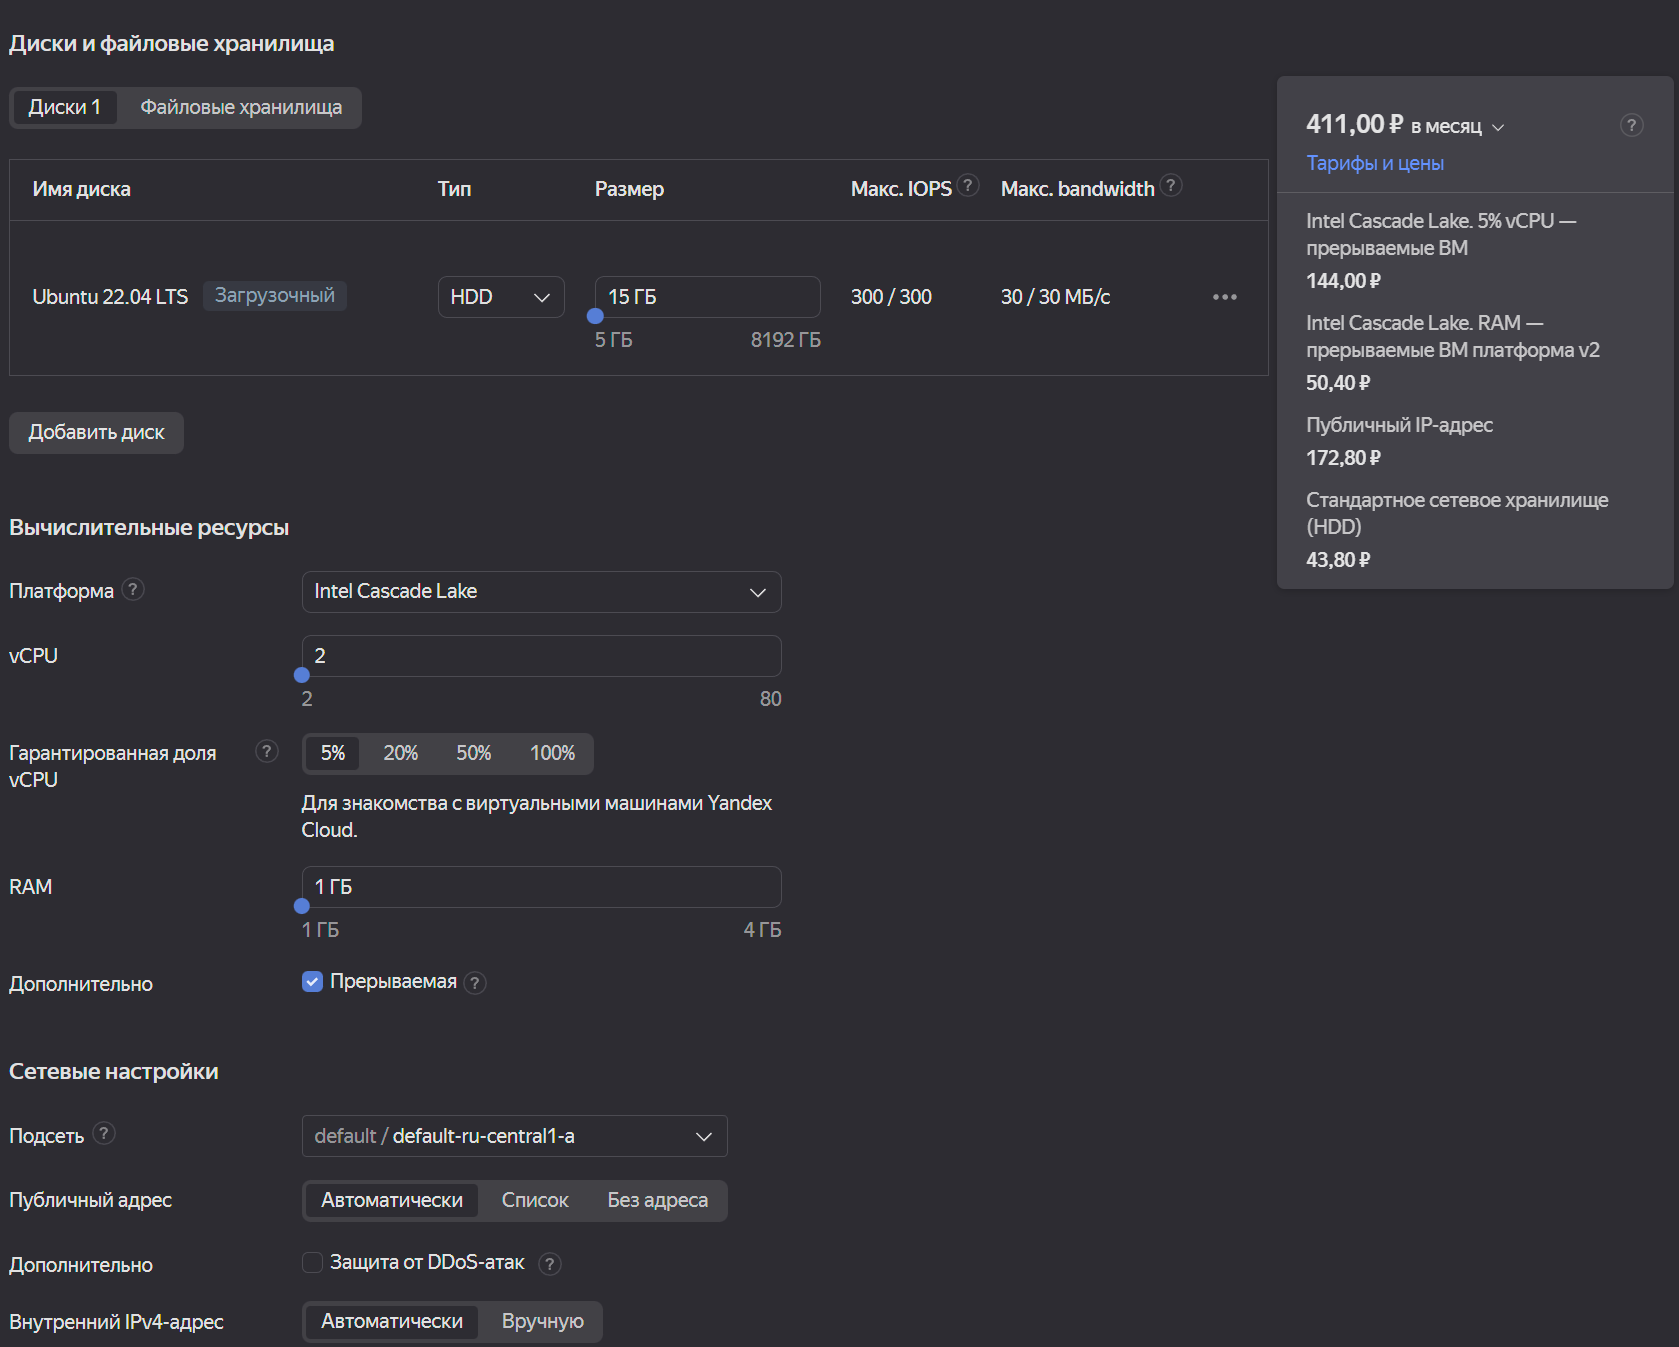 Диски и файловые хранилища
Диски 1 Файловые хранилища
Имя диска Тип Размер Макс. IOPS ? Макс. bandwidth ?
Ubuntu 22.04 LTS Загрузочный HDD 15 ГБ 300 / 300 30 / 30 МБ/с
5 ГБ 8192 ГБ
Добавить диск
Вычислительные ресурсы
Платформа ? Intel Cascade Lake
vCPU 2
2 80
Гарантированная доля ? 5% 20% 50% 100%
vCPU
Для знакомства с виртуальными машинами Yandex
Cloud.
RAM 1 ГБ
1 ГБ 4 ГБ
Дополнительно Прерываемая ?
Сетевые настройки
Подсеть ? default / default-ru-central1-a
Публичный адрес Автоматически Список Без адреса
Дополнительно Защита от DDoS-атак ?
Внутренний IPv4-адрес Автоматически Вручную
411,00 ₽ в месяц ?
Тарифы и цены
Intel Cascade Lake. 5% vCPU —
прерываемые ВМ
144,00 ₽
Intel Cascade Lake. RAM —
прерываемые ВМ платформа v2
50,40 ₽
Публичный IP-адрес
172,80 ₽
Стандартное сетевое хранилище
(HDD)
43,80 ₽